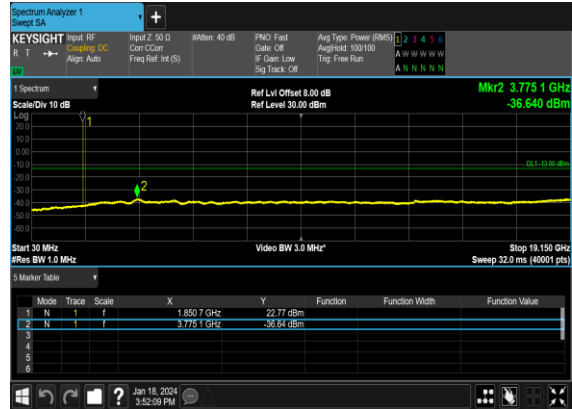 Spectrum Analyzer 1
Swept SA
+
KEYSIGHT Input: RF Input Z: 50 Ω #Atten: 40 dB PNO: Fast Avg Type: Power (RMS) 1 2 3 4 5 6
R T Coupling: DC Corr CCorr Gate: Off Avg|Hold: 100/100 A W W W W W
Align: Auto Freq Ref: Int (S) IF Gain: Low Trig: Free Run
Sig Track: Off A N N N N N
1 Spectrum Ref Lvl Offset 8.00 dB Mkr2 3.775 1 GHz
Scale/Div 10 dB Ref Level 30.00 dBm -36.640 dBm
Log
20.0
10.0
0.00
-10.0
-20.0
-30.0
-40.0
-50.0
-60.0
1
2
DL1 -13.00 dBm
Start 30 MHz Video BW 3.0 MHz* Stop 19.150 GHz
#Res BW 1.0 MHz Sweep 32.0 ms (40001 pts)
5 Marker Table
Mode Trace Scale X Y Function Function Width Function Value
1 N 1 f 1.850 7 GHz 22.77 dBm
2 N 1 f 3.775 1 GHz -36.64 dBm
3
4
5
6
? Jan 18, 2024
3:52:09 PM